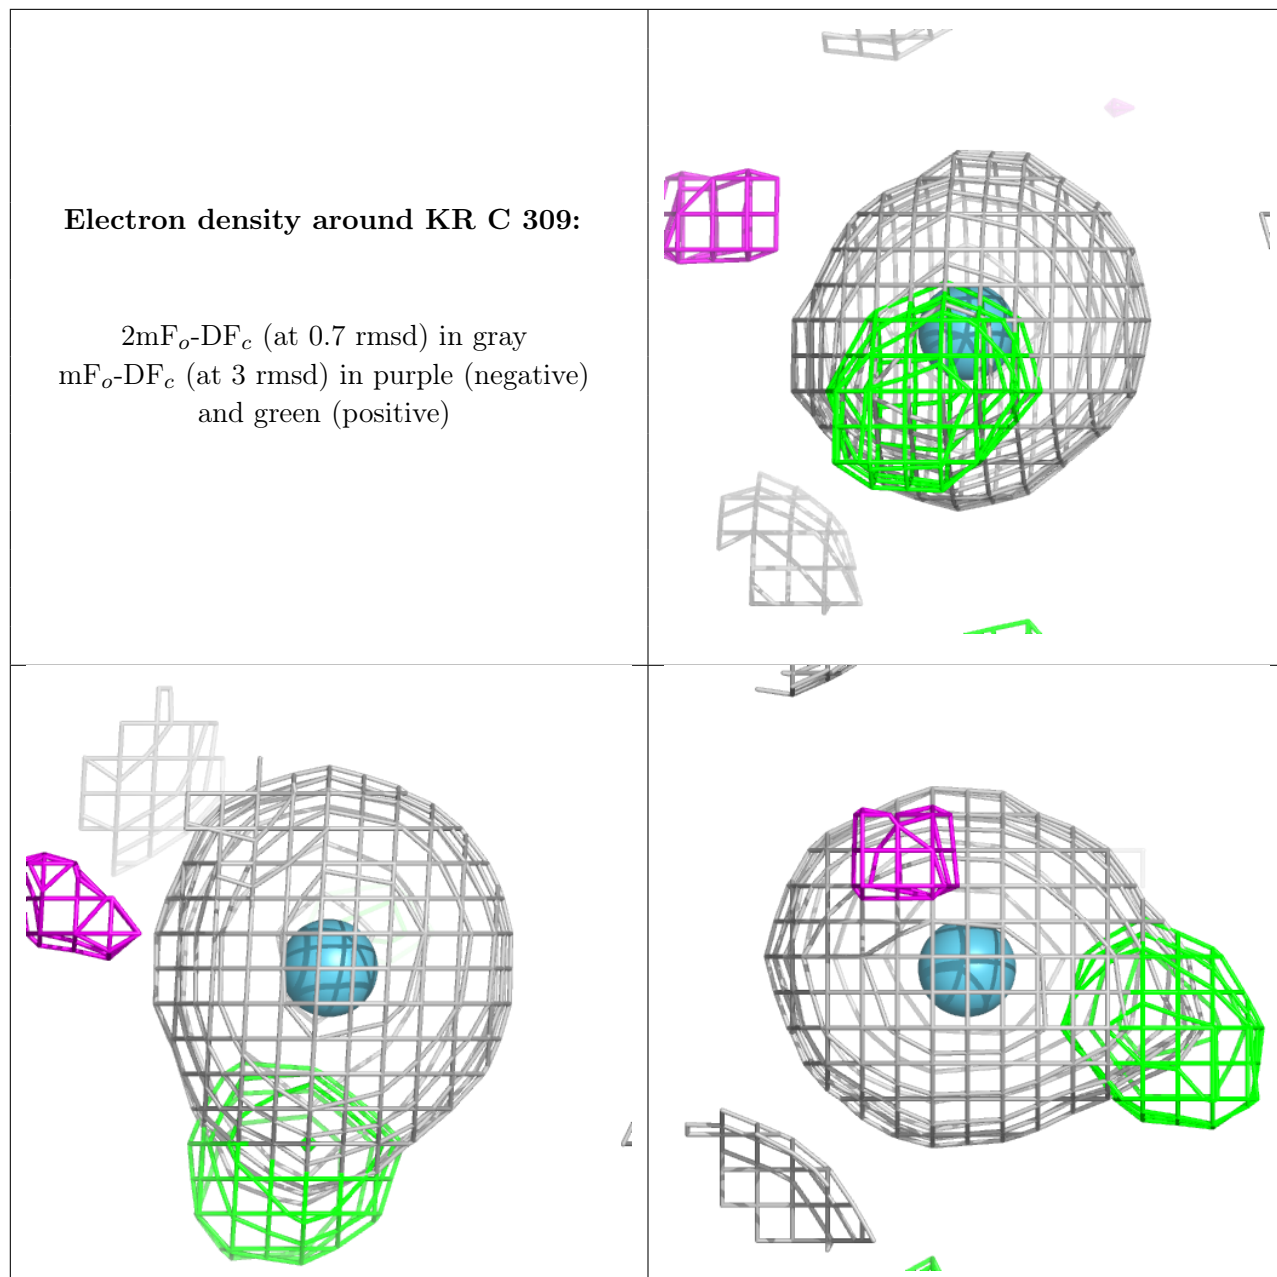 Electron density around KR C 309:
2mFo-DFc (at 0.7 rmsd) in gray
mFo-DFc (at 3 rmsd) in purple (negative)
and green (positive)